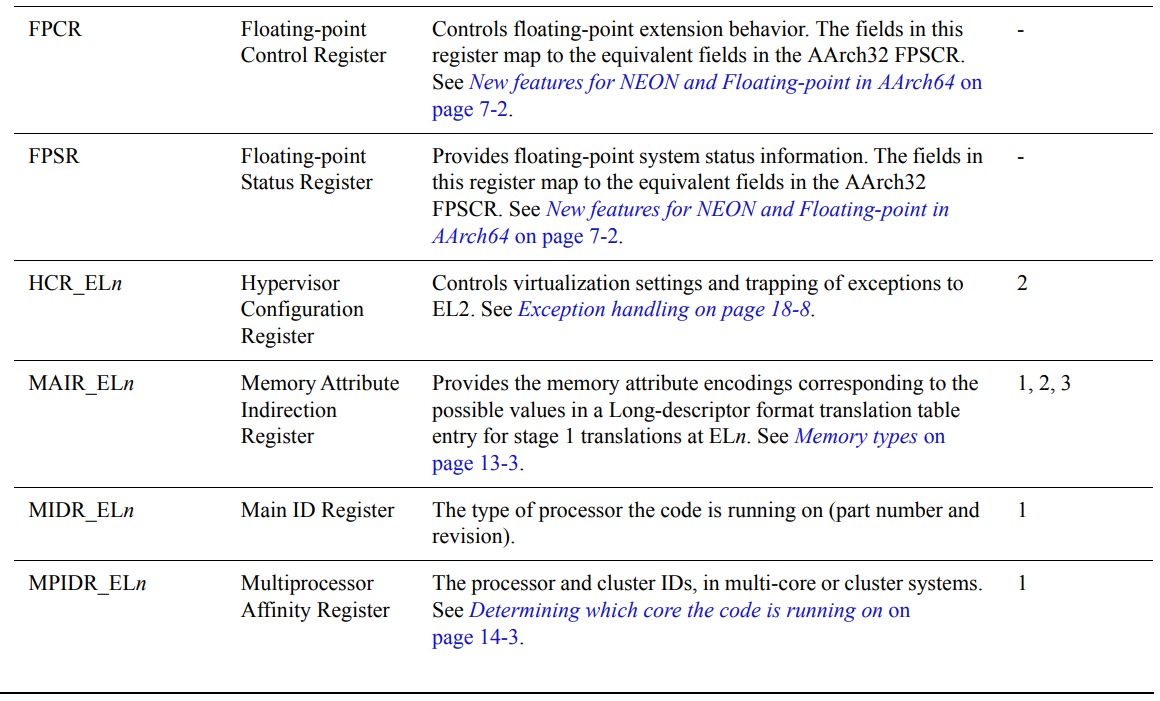 FPCR
Floating-point
Control Register
Controls floating-point extension behavior. The fields in this
register map to the equivalent fields in the AArch32 FPSCR.
See New features for NEON and Floating-point in AArch64 on
page 7-2.
-
FPSR
Floating-point
Status Register
Provides floating-point system status information. The fields in
this register map to the equivalent fields in the AArch32
FPSCR. See New features for NEON and Floating-point in
AArch64 on page 7-2.
-
HCR_ELn
Hypervisor
Configuration
Register
Controls virtualization settings and trapping of exceptions to
EL2. See Exception handling on page 18-8.
2
MAIR_ELn
Memory Attribute
Indirection
Register
Provides the memory attribute encodings corresponding to the
possible values in a Long-descriptor format translation table
entry for stage 1 translations at ELn. See Memory types on
page 13-3.
1, 2, 3
MIDR_ELn
Main ID Register
The type of processor the code is running on (part number and
revision).
1
MPIDR_ELn
Multiprocessor
Affinity Register
The processor and cluster IDs, in multi-core or cluster systems.
See Determining which core the code is running on on
page 14-3.
1